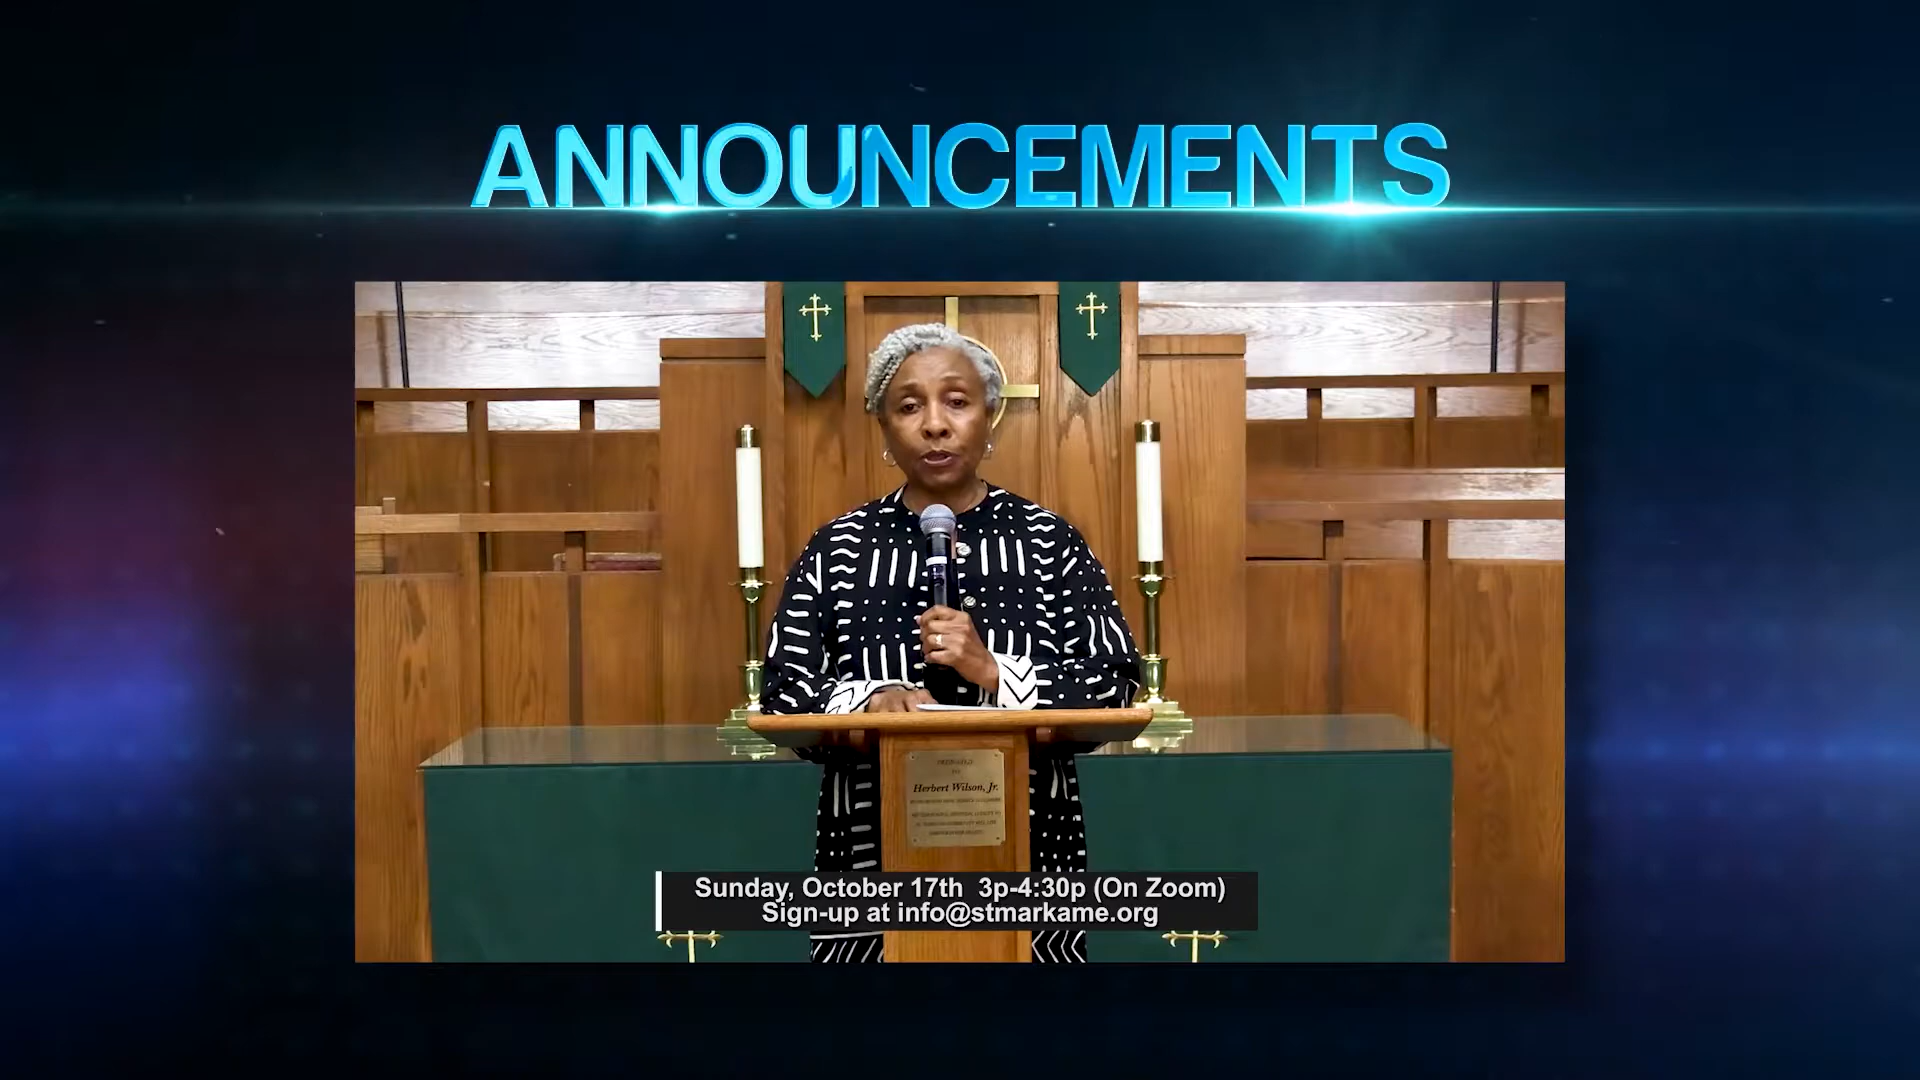 ANNOUNCEMENTS
Herbert Wilson, Jr.
Sunday, October 17th 3p-4:30p (On Zoom)
Sign-up at info@stmarkame.org